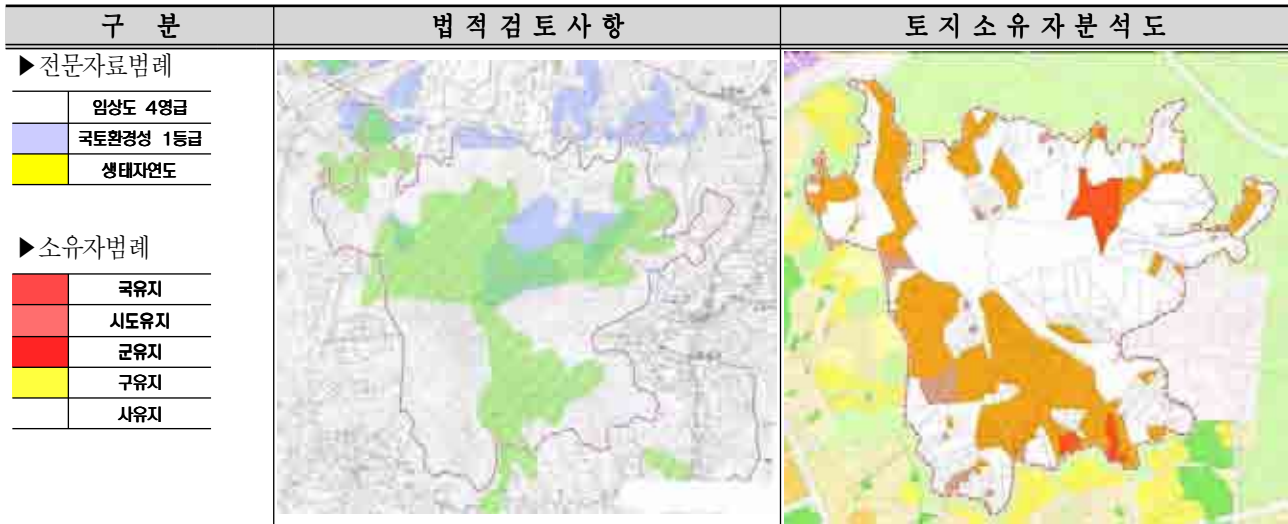 구 분
법적검토사항
토지소유자분석도
▶전문자료범례
임상도 4영급
국토환경성 1등급
생태자연도
▶소유자범례
국유지
시도유지
군유지
구유지
사유지